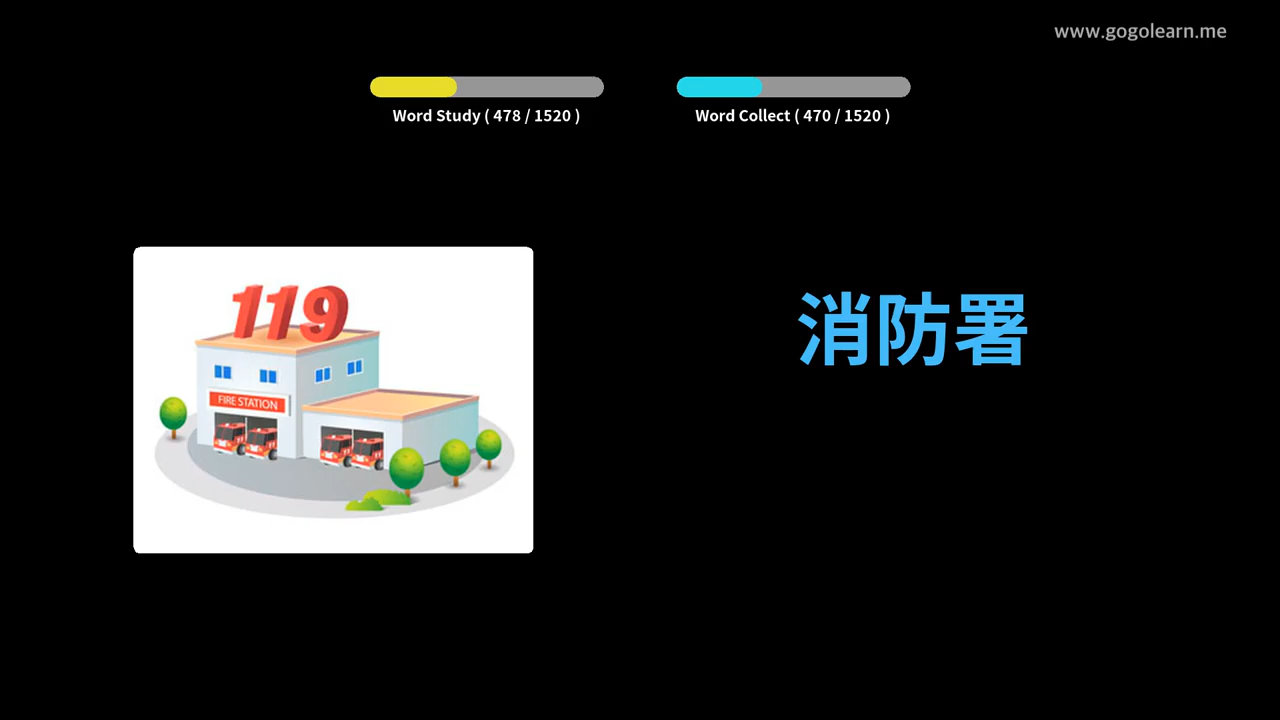 www.gogolearn.me
Word Study ( 478 / 1520 )
Word Collect ( 470 / 1520 )
119
FIRE STATION
消防署